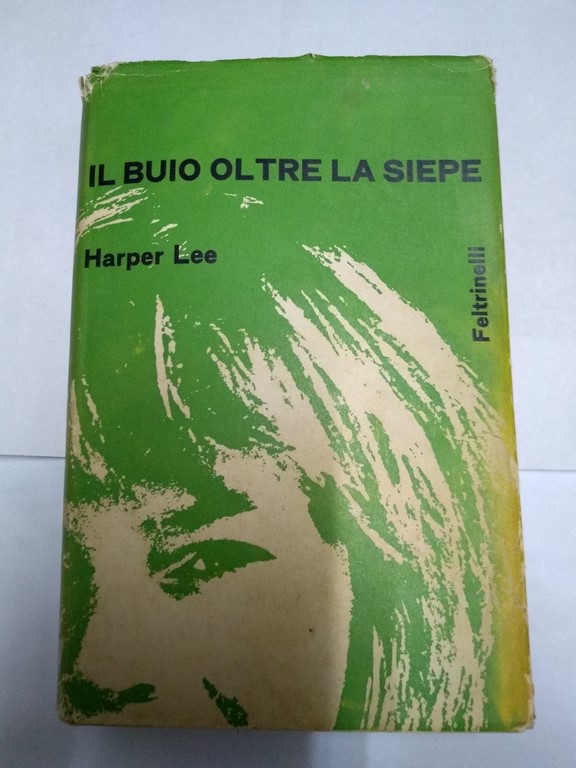 IL BUIO OLTRE LA SIEPE
Harper Lee
Feltrinelli